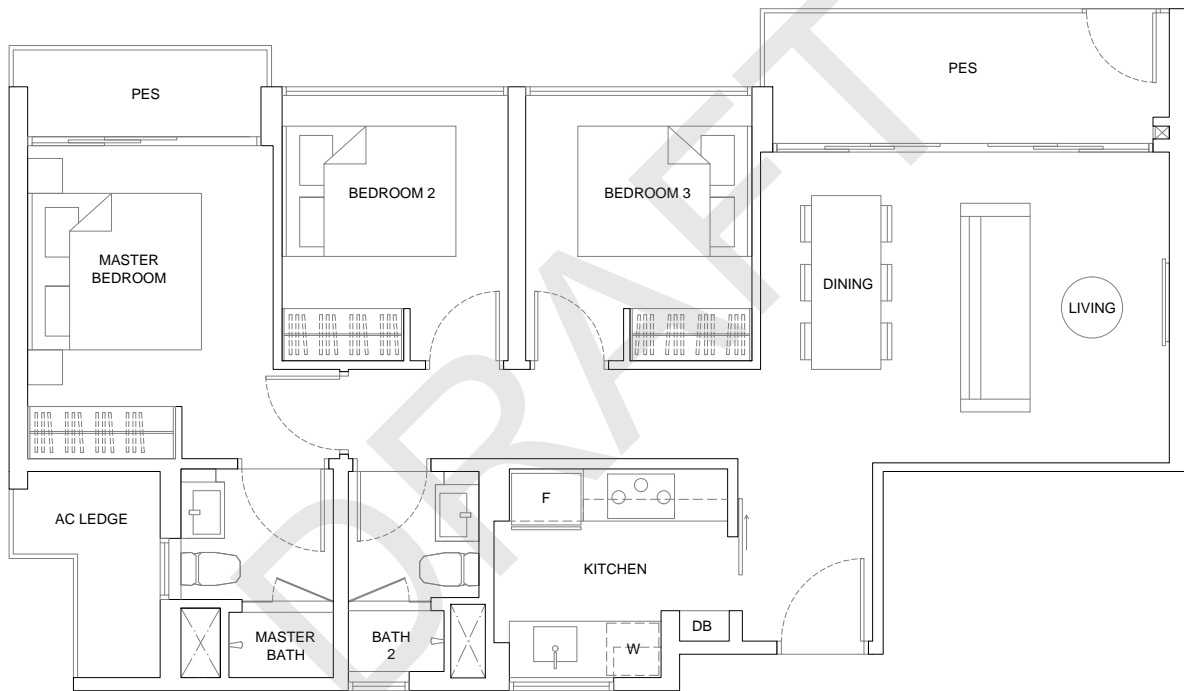 PES
PES
BEDROOM 2
BEDROOM 3
MASTER
BEDROOM
DINING
LIVING
AC LEDGE
F
KITCHEN
DB
MASTER
BATH
BATH
2
W
DRAFT